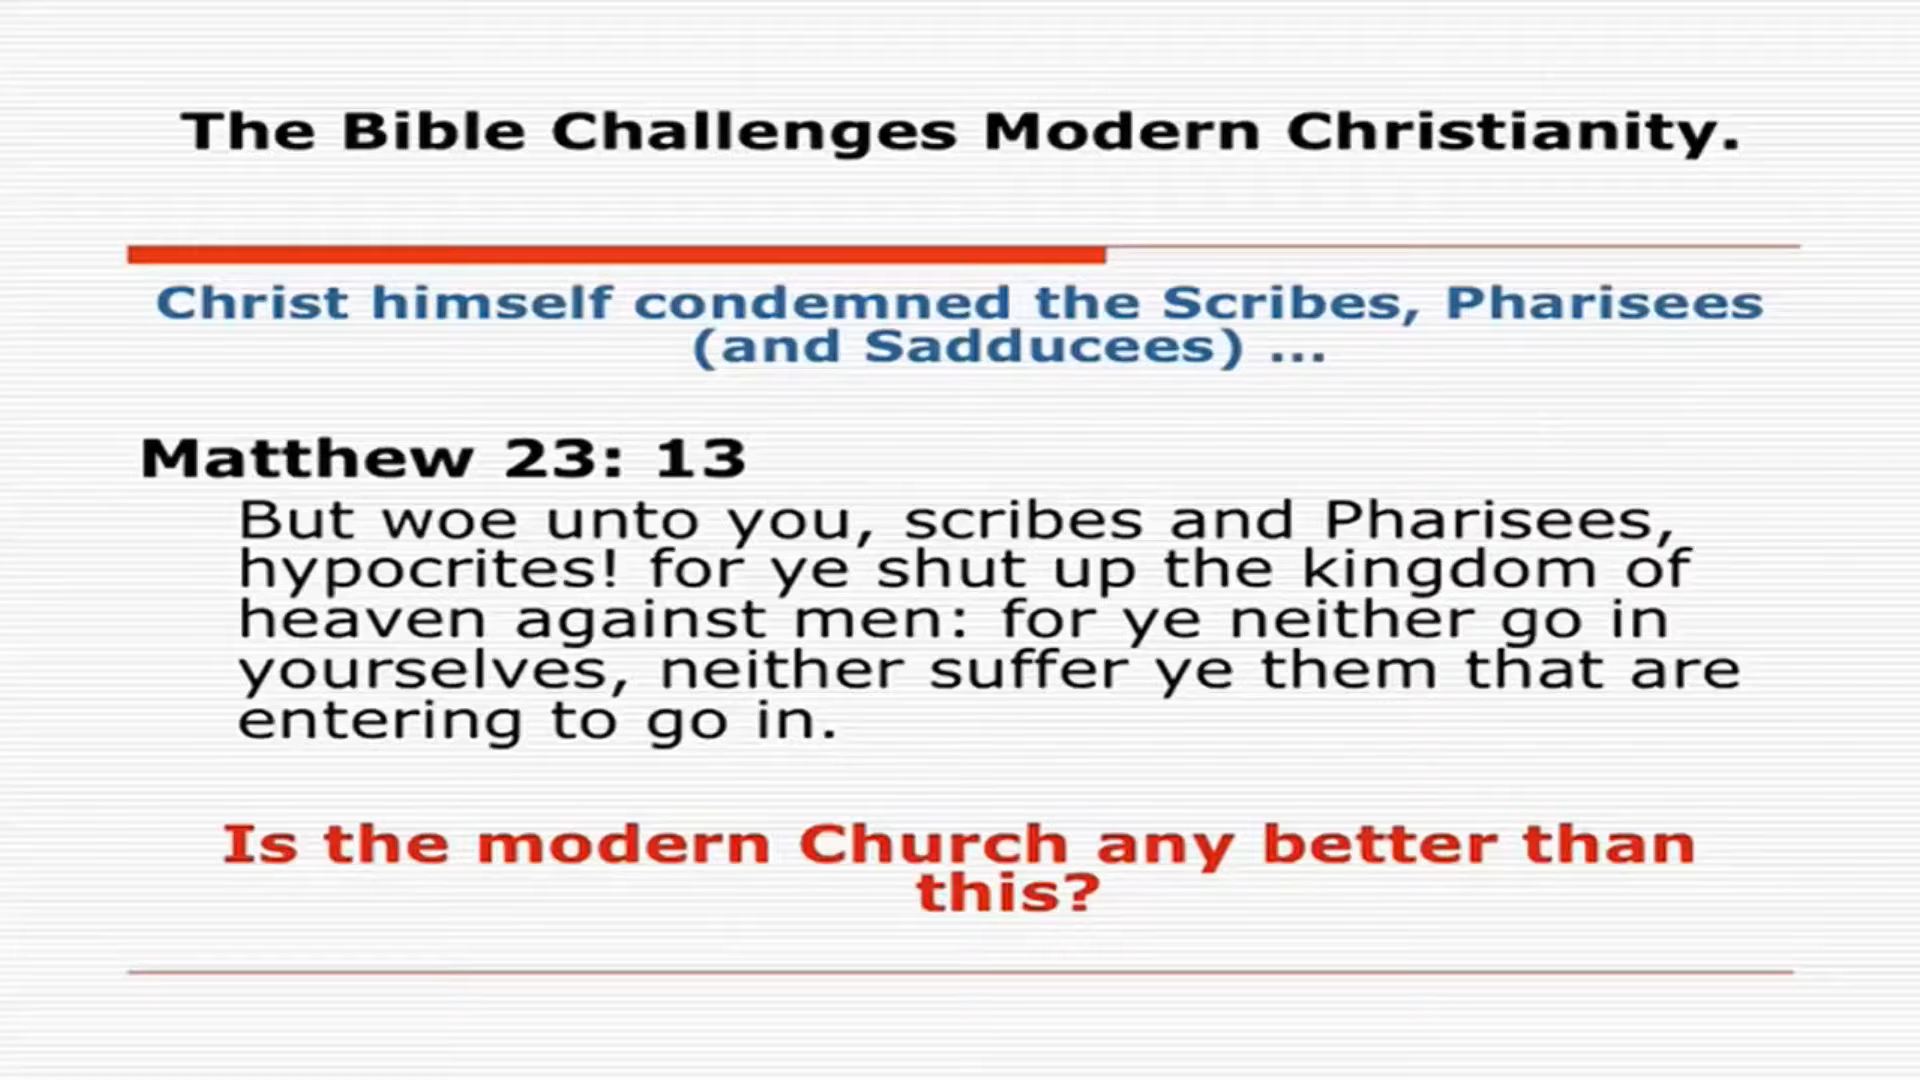 The Bible Challenges Modern Christianity.
Christ himself condemned the Scribes, Pharisees
(and Sadducees) ...
Matthew 23: 13
But woe unto you, scribes and Pharisees,
hypocrites! for ye shut up the kingdom of
heaven against men: for ye neither go in
yourselves, neither suffer ye them that are
entering to go in.
Is the modern Church any better than
this?